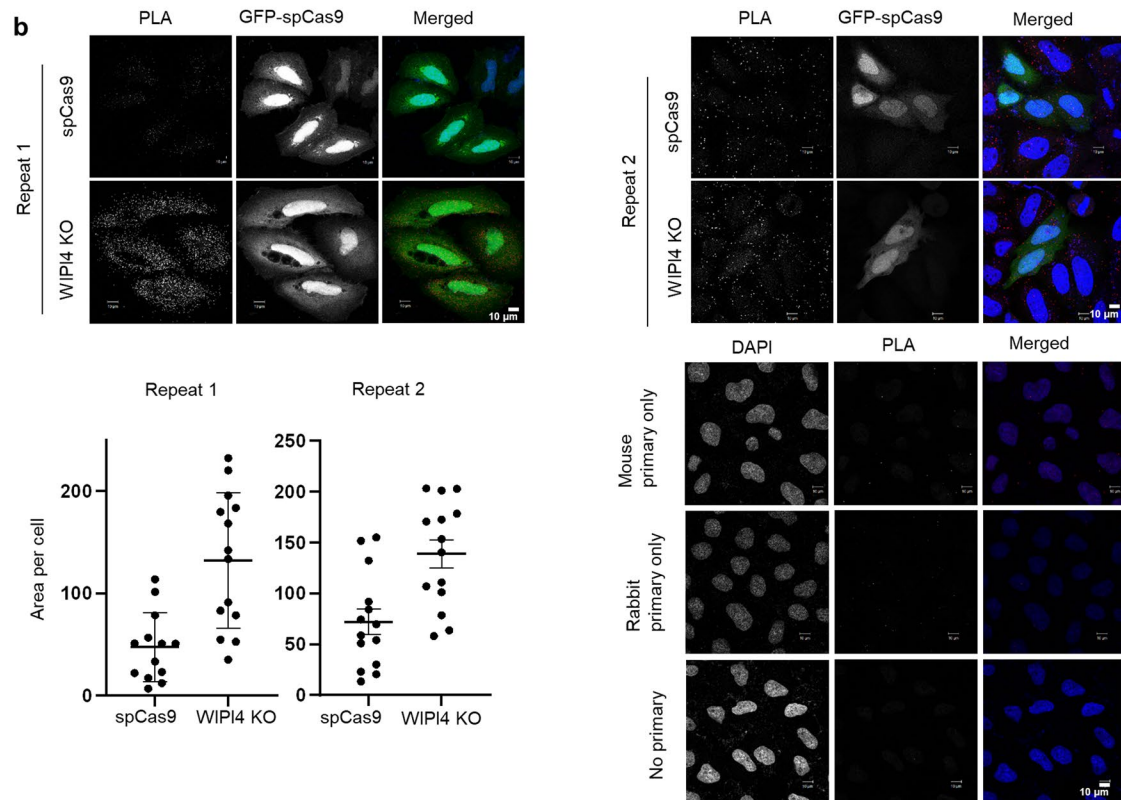 b
PLA GFP-spCas9 Merged
Repeat 1
spCas9
WIPI4 KO
10 µm
PLA GFP-spCas9 Merged
Repeat 2
spCas9
WIPI4 KO
10 µm
Repeat 1 Repeat 2
Area per cell
200
100
0
spCas9 WIPI4 KO
250
200
150
100
50
0
spCas9 WIPI4 KO
DAPI PLA Merged
Mouse
primary only
Rabbit
primary only
No primary
10 µm